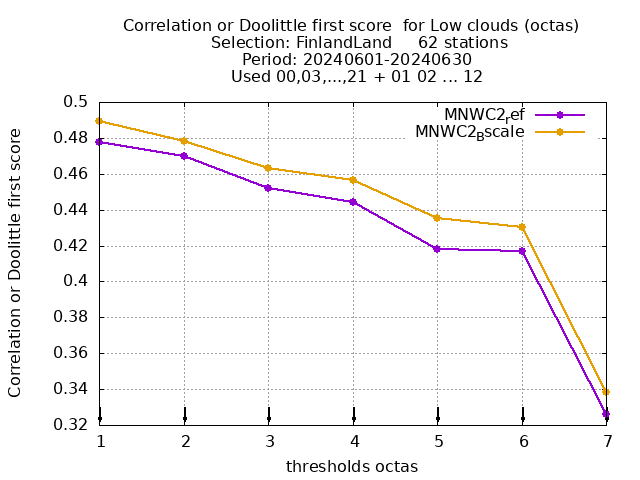 Correlation or Doolittle first score  for Low clouds (octas)
Selection: FinlandLand     62 stations
Period: 20240601-20240630
Used 00,03,...,21 + 01 02 ... 12
MNWC2ref
MNWC2Bscale
Correlation or Doolittle first score
0.5
0.48
0.46
0.44
0.42
0.4
0.38
0.36
0.34
0.32
1 2 3 4 5 6 7
thresholds octas